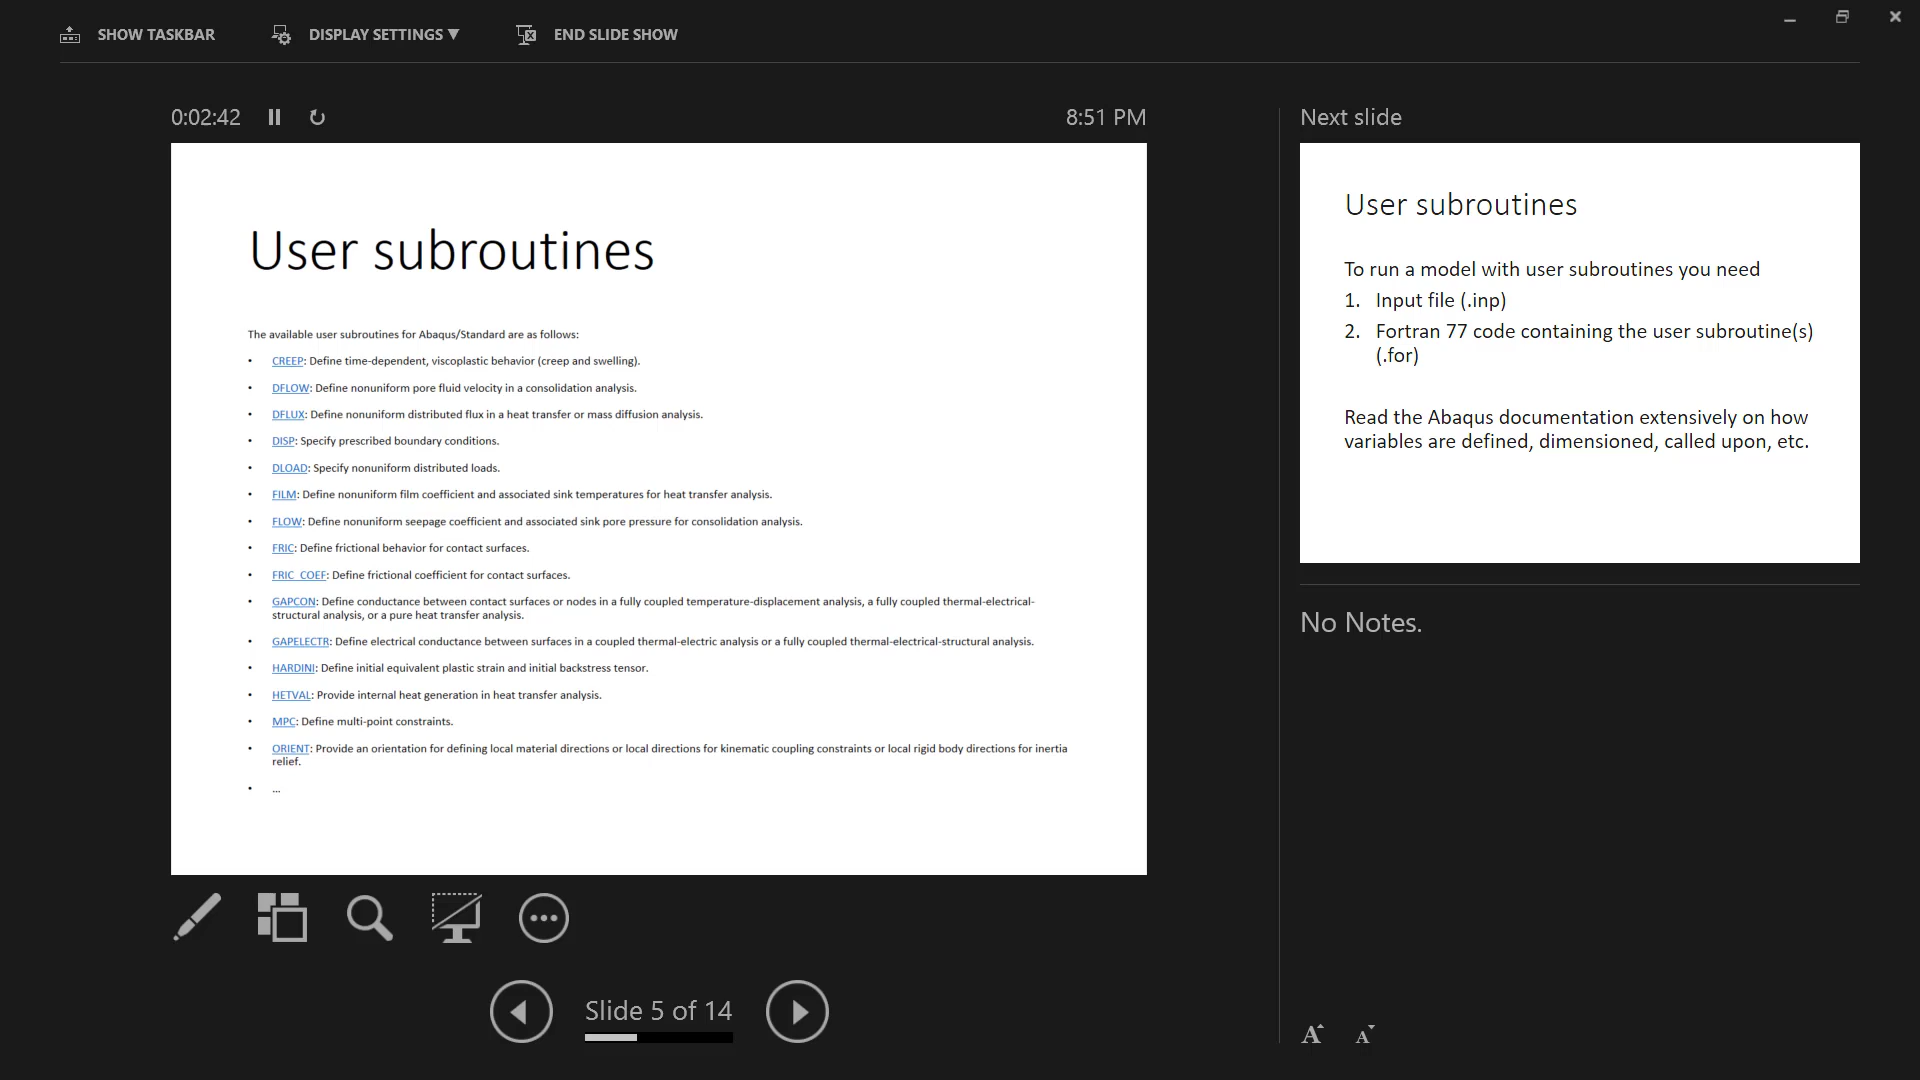 SHOW TASKBAR
DISPLAY SETTINGS ▼
END SLIDE SHOW
0:02:42
8:51 PM
User subroutines
The available user subroutines for Abaqus/Standard are as follows:
• CREEP: Define time-dependent, viscoplastic behavior (creep and swelling).
• DFLOW: Define nonuniform pore fluid velocity in a consolidation analysis.
• DFLUX: Define nonuniform distributed flux in a heat transfer or mass diffusion analysis.
• DISP: Specify prescribed boundary conditions.
• DLOAD: Specify nonuniform distributed loads.
• FILM: Define nonuniform film coefficient and associated sink temperatures for heat transfer analysis.
• FLOW: Define nonuniform seepage coefficient and associated sink pore pressure for consolidation analysis.
• FRIC: Define frictional behavior for contact surfaces.
• FRIC_COEF: Define frictional coefficient for contact surfaces.
• GAPCON: Define conductance between contact surfaces or nodes in a fully coupled temperature-displacement analysis, a fully coupled thermal-electrical-
structural analysis, or a pure heat transfer analysis.
• GAPELECTR: Define electrical conductance between surfaces in a coupled thermal-electric analysis or a fully coupled thermal-electrical-structural analysis.
• HARDINI: Define initial equivalent plastic strain and initial backstress tensor.
• HETVAL: Provide internal heat generation in heat transfer analysis.
• MPC: Define multi-point constraints.
• ORIENT: Provide an orientation for defining local material directions or local directions for kinematic coupling constraints or local rigid body directions for inertia
relief.
• ...
Slide 5 of 14
Next slide
User subroutines
To run a model with user subroutines you need
1. Input file (.inp)
2. Fortran 77 code containing the user subroutine(s)
(.for)
Read the Abaqus documentation extensively on how
variables are defined, dimensioned, called upon, etc.
No Notes.
A A